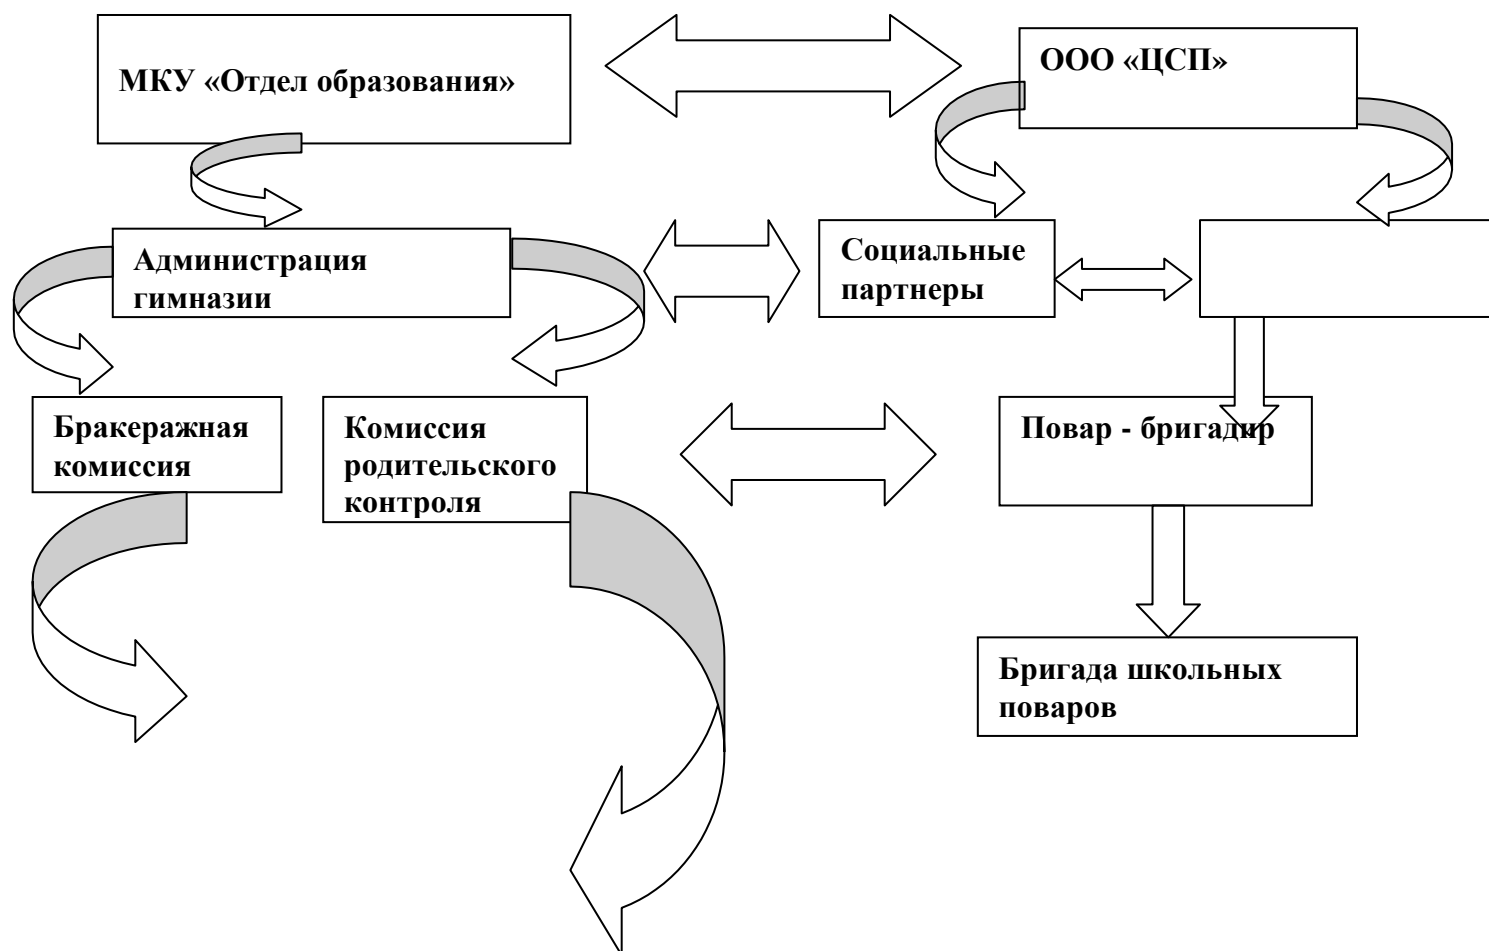 МКУ «Отдел образования»
ООО «ЦСП»
Администрация
гимназии
Социальные
партнеры
Бракеражная
комиссия
Комиссия
родительского
контроля
Повар - бригадир
Бригада школьных
поваров